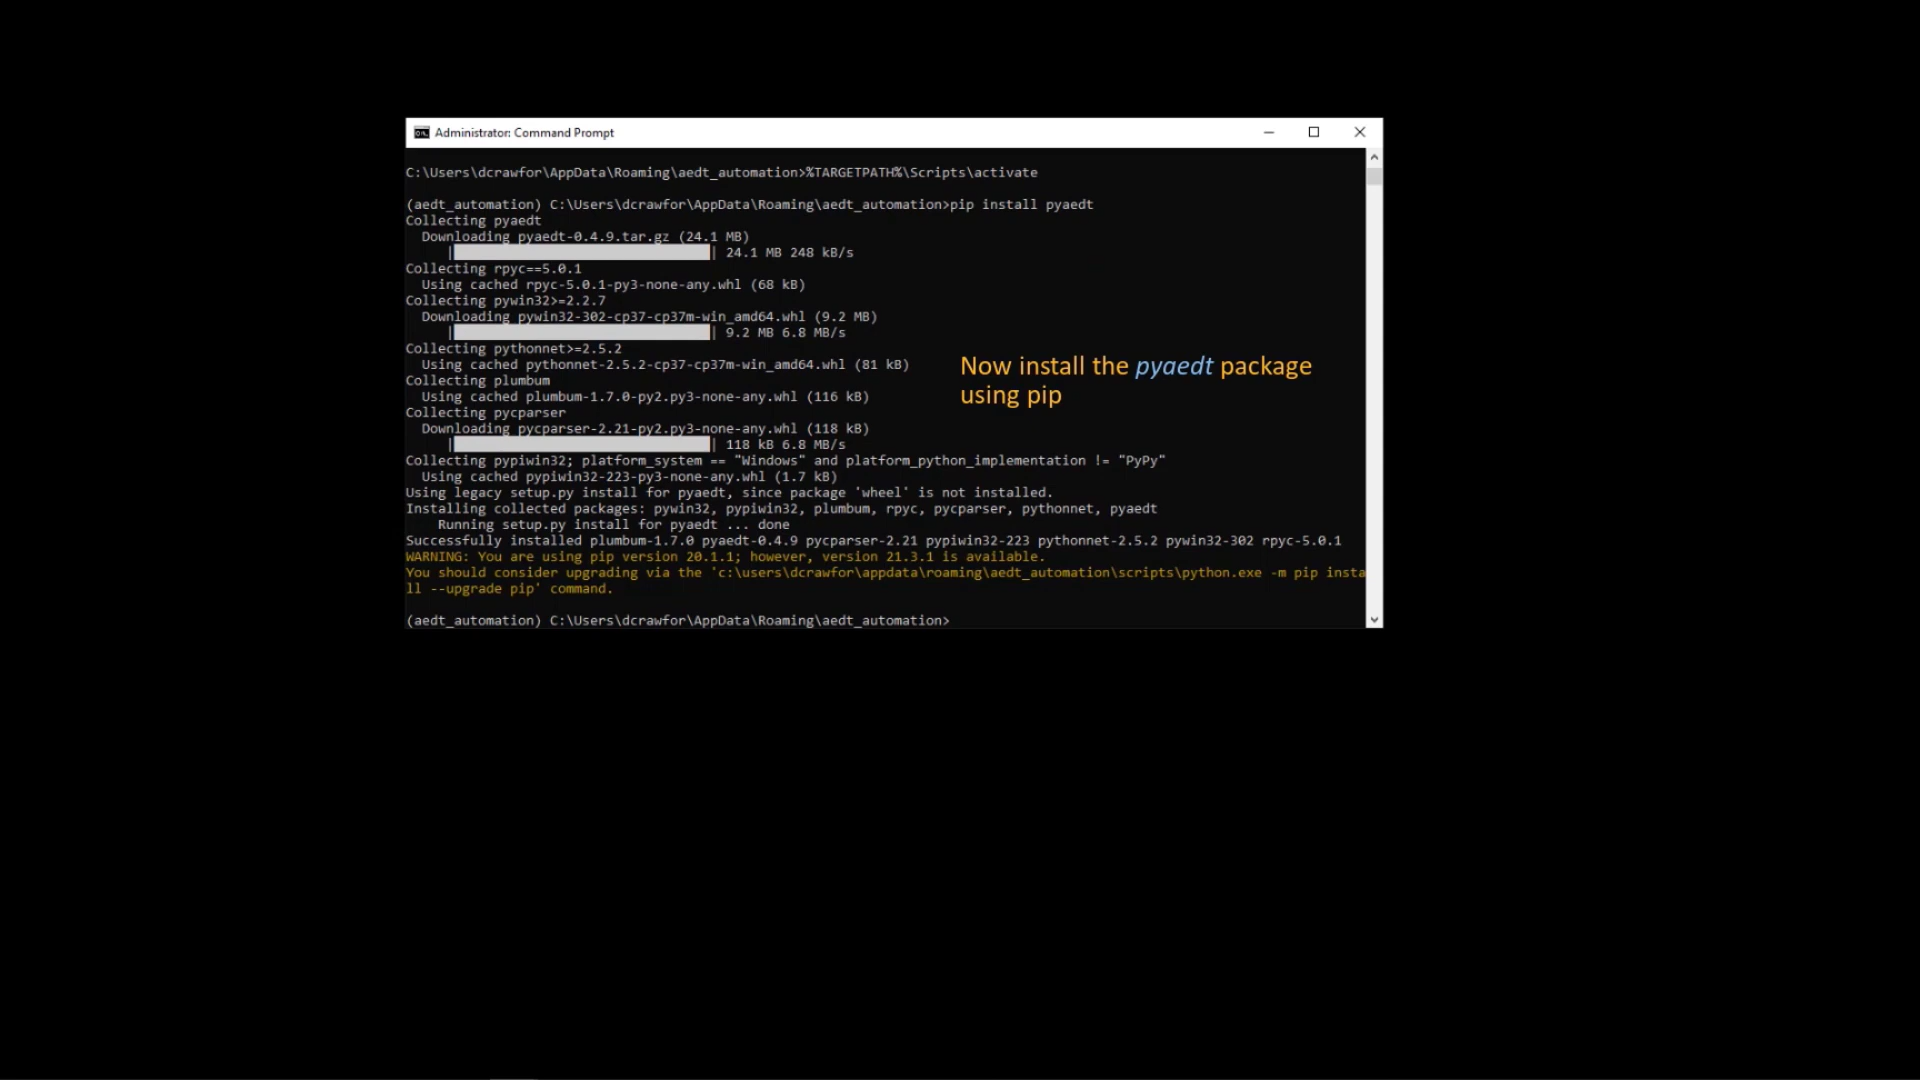 Administrator: Command Prompt
C:\Users\dcrawfor\AppData\Roaming\aedt_automation>%TARGETPATH%\Scripts\activate
(aedt_automation) C:\Users\dcrawfor\AppData\Roaming\aedt_automation>pip install pyaedt
Collecting pyaedt
Downloading pyaedt-0.4.9.tar.gz (24.1 MB)
| | 24.1 MB 248 kB/s
Collecting rpyc==5.0.1
Using cached rpyc-5.0.1-py3-none-any.whl (68 kB)
Collecting pywin32>=2.2.7
Downloading pywin32-302-cp37-cp37m-win_amd64.whl (9.2 MB)
| | 9.2 MB 6.8 MB/s
Collecting pythonnet>=2.5.2
Using cached pythonnet-2.5.2-cp37-cp37m-win_amd64.whl (81 kB)
Collecting plumbum
Using cached plumbum-1.7.0-py2.py3-none-any.whl (116 kB)
Collecting pycparser
Downloading pycparser-2.21-py2.py3-none-any.whl (118 kB)
| | 118 kB 6.8 MB/s
Collecting pypiwin32; platform_system == "Windows" and platform_python_implementation != "PyPy"
Using cached pypiwin32-223-py3-none-any.whl (1.7 kB)
Using legacy setup.py install for pyaedt, since package 'wheel' is not installed.
Installing collected packages: pywin32, pypiwin32, plumbum, rpyc, pycparser, pythonnet, pyaedt
Running setup.py install for pyaedt ... done
Successfully installed plumbum-1.7.0 pyaedt-0.4.9 pycparser-2.21 pypiwin32-223 pythonnet-2.5.2 pywin32-302 rpyc-5.0.1
WARNING: You are using pip version 20.1.1; however, version 21.3.1 is available.
You should consider upgrading via the 'c:\users\dcrawfor\appdata\roaming\aedt_automation\scripts\python.exe -m pip insta
ll --upgrade pip' command.
(aedt_automation) C:\Users\dcrawfor\AppData\Roaming\aedt_automation>
Now install the pyaedt package
using pip